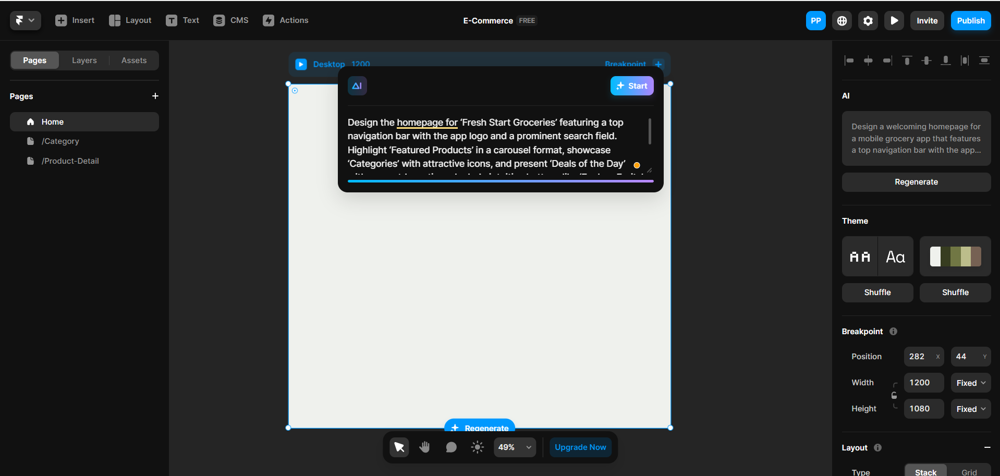 Insert
Layout
Text
CMS
Actions
E-Commerce FREE
PP
Invite
Publish
Pages
Layers
Assets
Pages
Home
/Category
/Product-Detail
Desktop 1200
Breakpoint
AI
Start
Design the homepage for ‘Fresh Start Groceries’ featuring a top
navigation bar with the app logo and a prominent search field.
Highlight ‘Featured Products’ in a carousel format, showcase
‘Categories’ with attractive icons, and present ‘Deals of the Day’
Regenerate
49%
Upgrade Now
AI
Design a welcoming homepage for
a mobile grocery app that features
a top navigation bar with the app...
Regenerate
Theme
AA
Aa
Shuffle
Shuffle
Breakpoint
Position
282 X
44 Y
Width
1200
Fixed
Height
1080
Fixed
Layout
Type
Stack
Grid